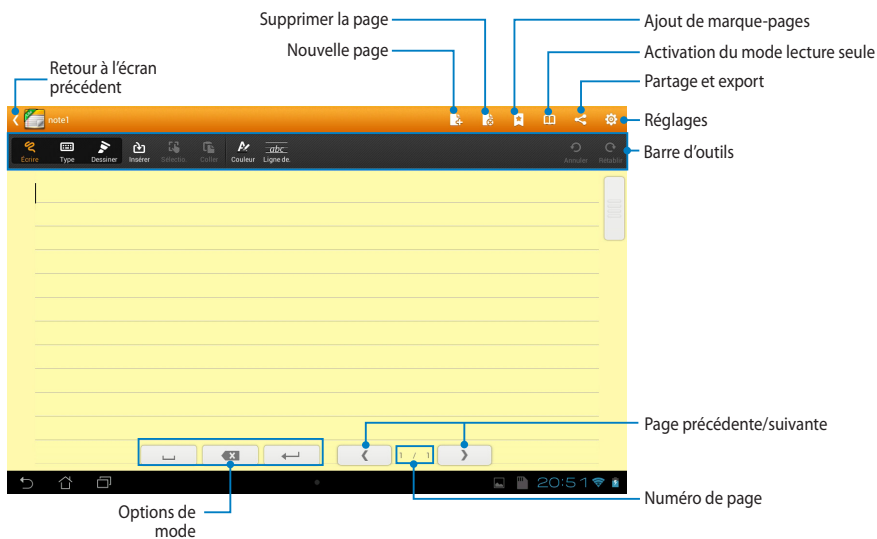 Supprimer la page
Ajout de marque-pages
Nouvelle page
Activation du mode lecture seule
Retour à l'écran
précédent
Partage et export
note1
Réglages
Écrire
Type
Dessiner
Insérer
Sélectio.
Coller
Couleur
abc
Ligne de.
Annuler
Rétablir
Barre d'outils
Page précédente/suivante
1 / 1
20:51
Numéro de page
Options de
mode